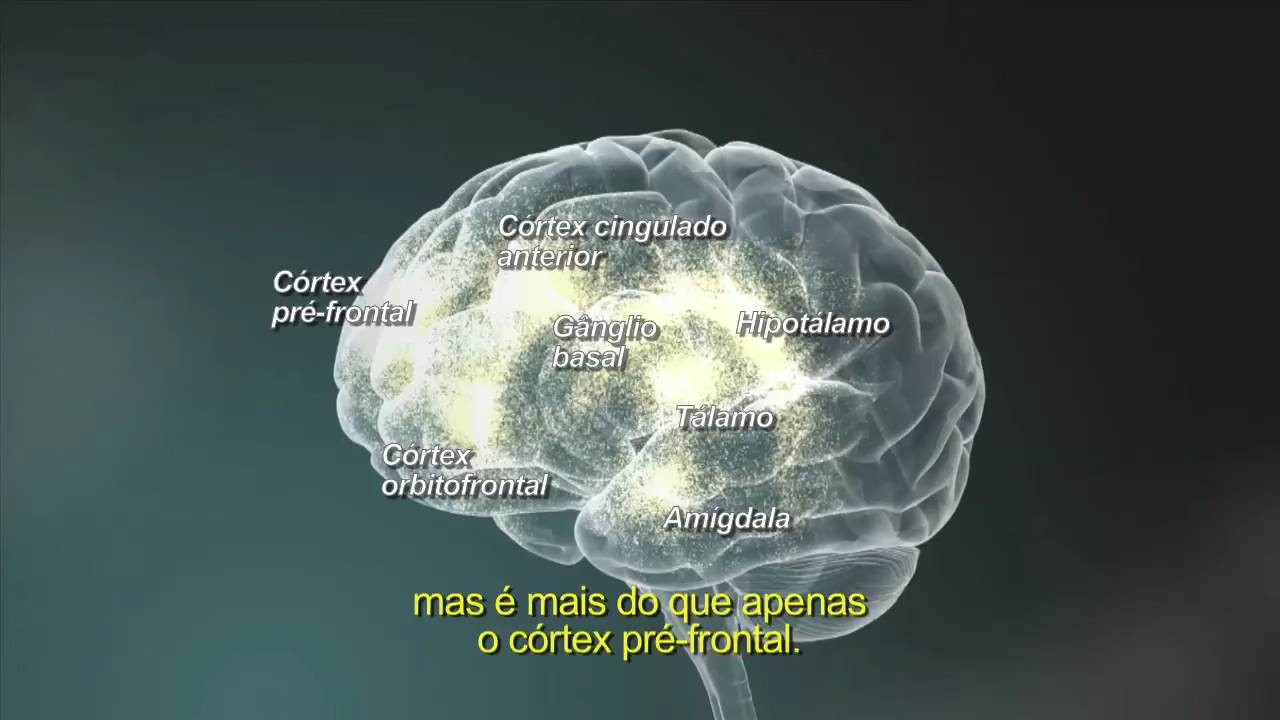 Córtex cingulado
anterior
Córtex
pré-frontal
Gânglio
basal
Hipotálamo
Tálamo
Córtex
orbitofrontal
Amígdala
mas é mais do que apenas
o córtex pré-frontal.